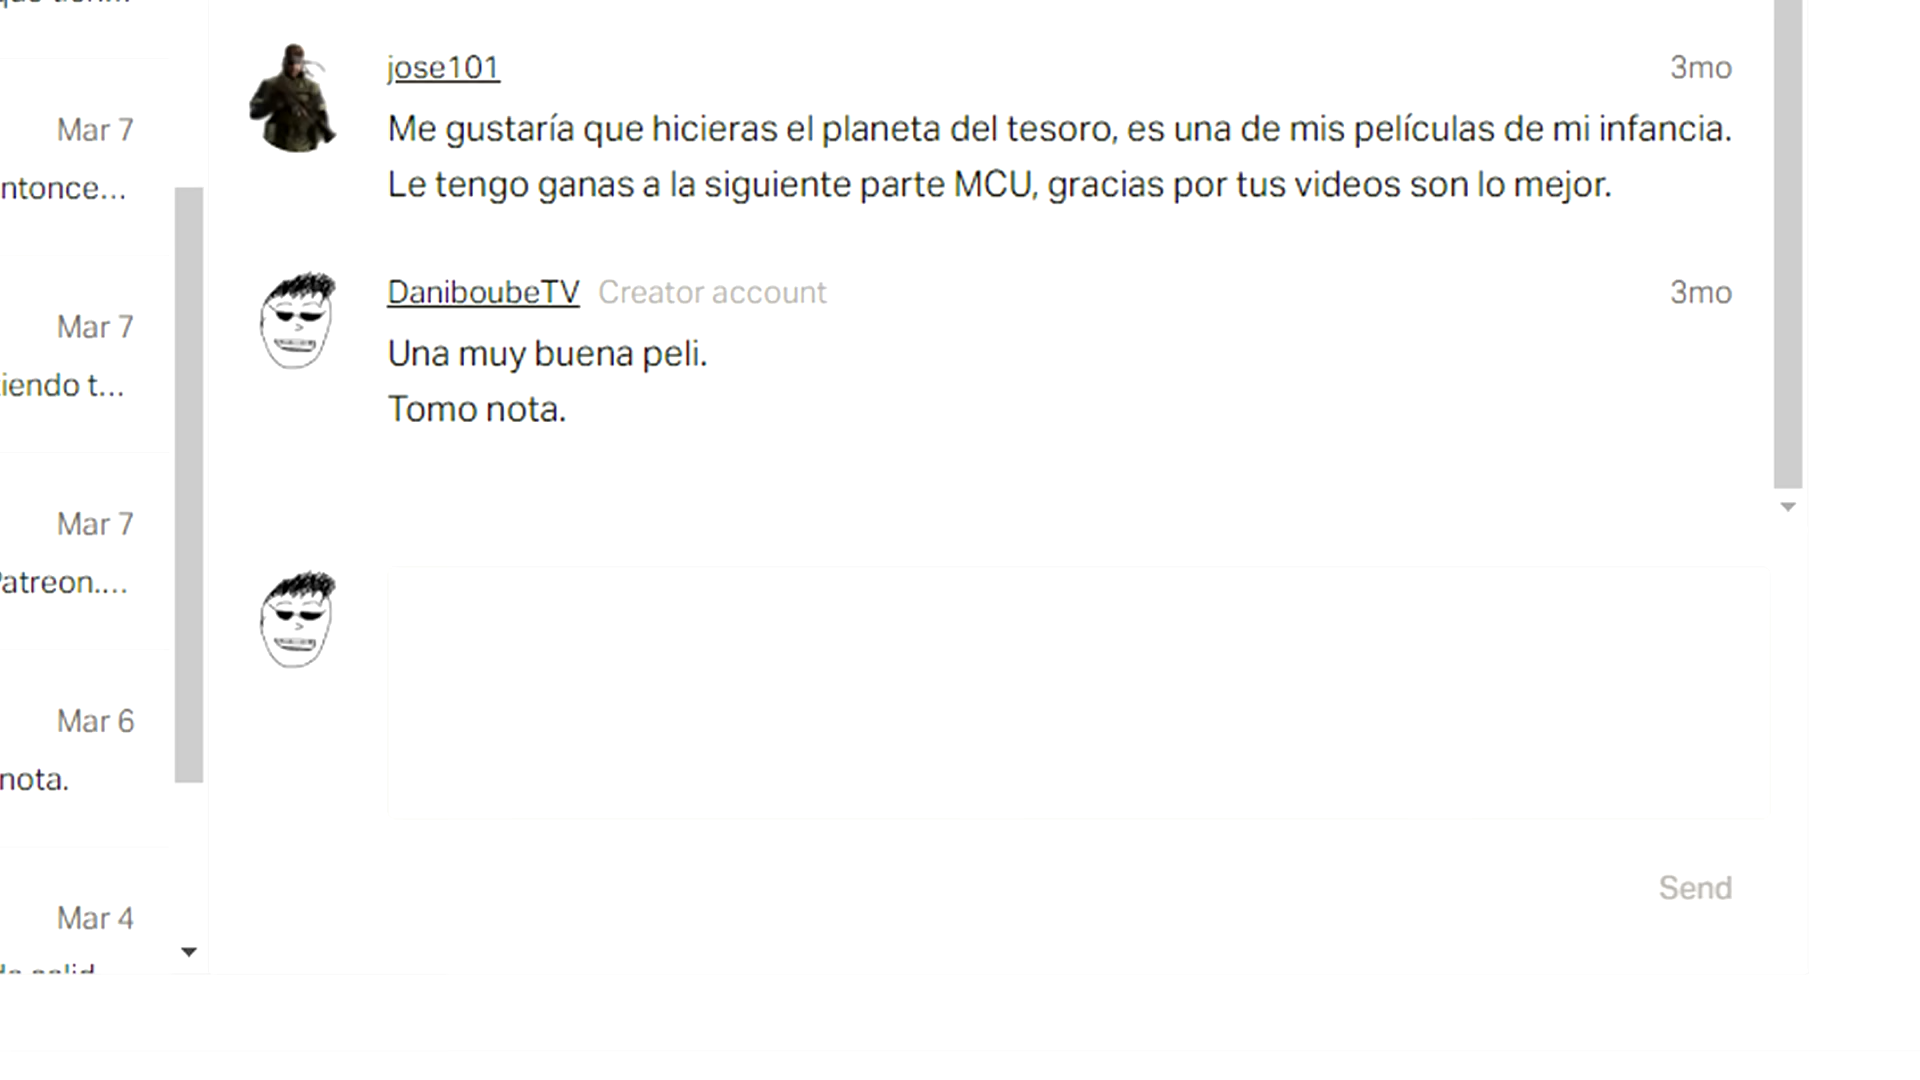 jose101 3mo
Me gustaría que hicieras el planeta del tesoro, es una de mis películas de mi infancia.
Le tengo ganas a la siguiente parte MCU, gracias por tus videos son lo mejor.
DaniboubeTV Creator account 3mo
Una muy buena peli.
Tomo nota.
Send
Mar 7
ntonce...
Mar 7
iendo t...
Mar 7
Patreon....
Mar 6
nota.
Mar 4